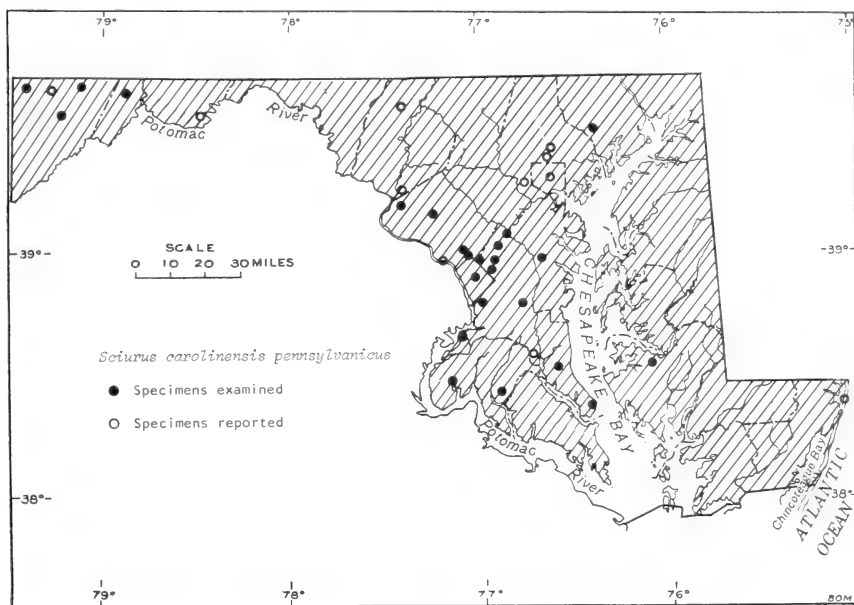 79° 78° 77° 76° 75°
Potomac
River
39° 39°
SCALE
0 10 20 30 MILES
CHESAPEAKE BAY
Sciurus carolinensis pennsylvanicus
Specimens examined
Specimens reported
Potomac
River
Chincoteague Bay
ATLANTIC
OCEAN
38° 38°
79° 78° 77° 76°
BOM